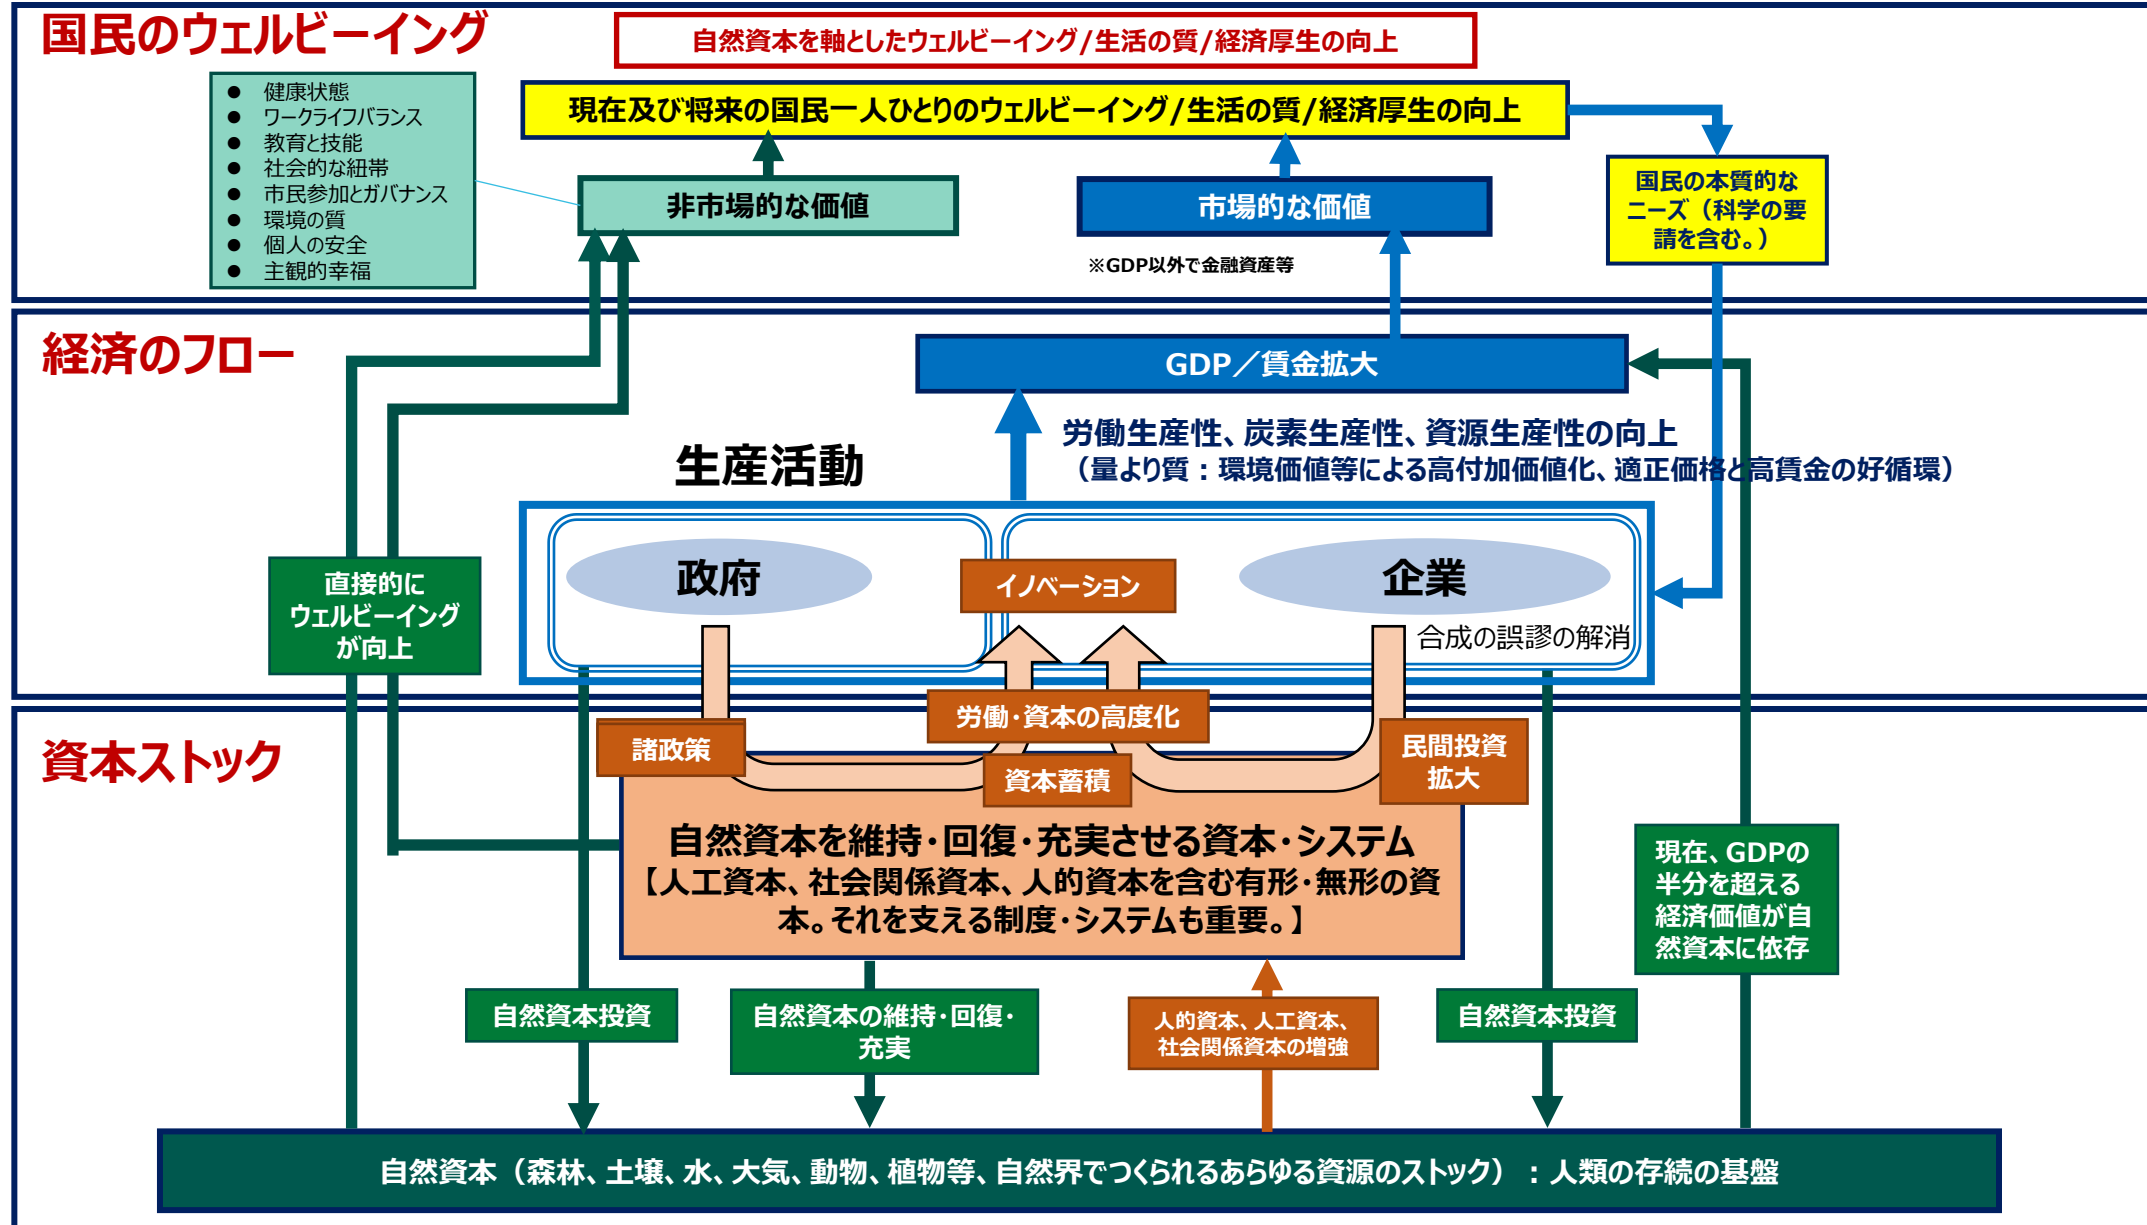 国民のウェルビーイング
自然資本を軸としたウェルビーイング/生活の質/経済厚生の向上
● 健康状態
● ワークライフバランス
● 教育と技能
● 社会的な紐帯
● 市民参加とガバナンス
● 環境の質
● 個人の安全
● 主観的幸福
現在及び将来の国民一人ひとりのウェルビーイング/生活の質/経済厚生の向上
非市場的な価値
市場的な価値
※GDP以外で金融資産等
国民の本質的な
ニーズ（科学の要
請を含む。）
経済のフロー
GDP／賃金拡大
労働生産性、炭素生産性、資源生産性の向上
（量より質：環境価値等による高付加価値化、適正価格と高賃金の好循環）
生産活動
政府
イノベーション
企業
合成の誤謬の解消
直接的に
ウェルビーイング
が向上
資本ストック
諸政策
労働・資本の高度化
資本蓄積
民間投資
拡大
自然資本を維持・回復・充実させる資本・システム
【人工資本、社会関係資本、人的資本を含む有形・無形の資
本。それを支える制度・システムも重要。】
現在、GDPの
半分を超える
経済価値が自
然資本に依存
自然資本投資
自然資本の維持・回復・
充実
人的資本、人工資本、
社会関係資本の増強
自然資本投資
自然資本（森林、土壌、水、大気、動物、植物等、自然界でつくられるあらゆる資源のストック）：人類の存続の基盤